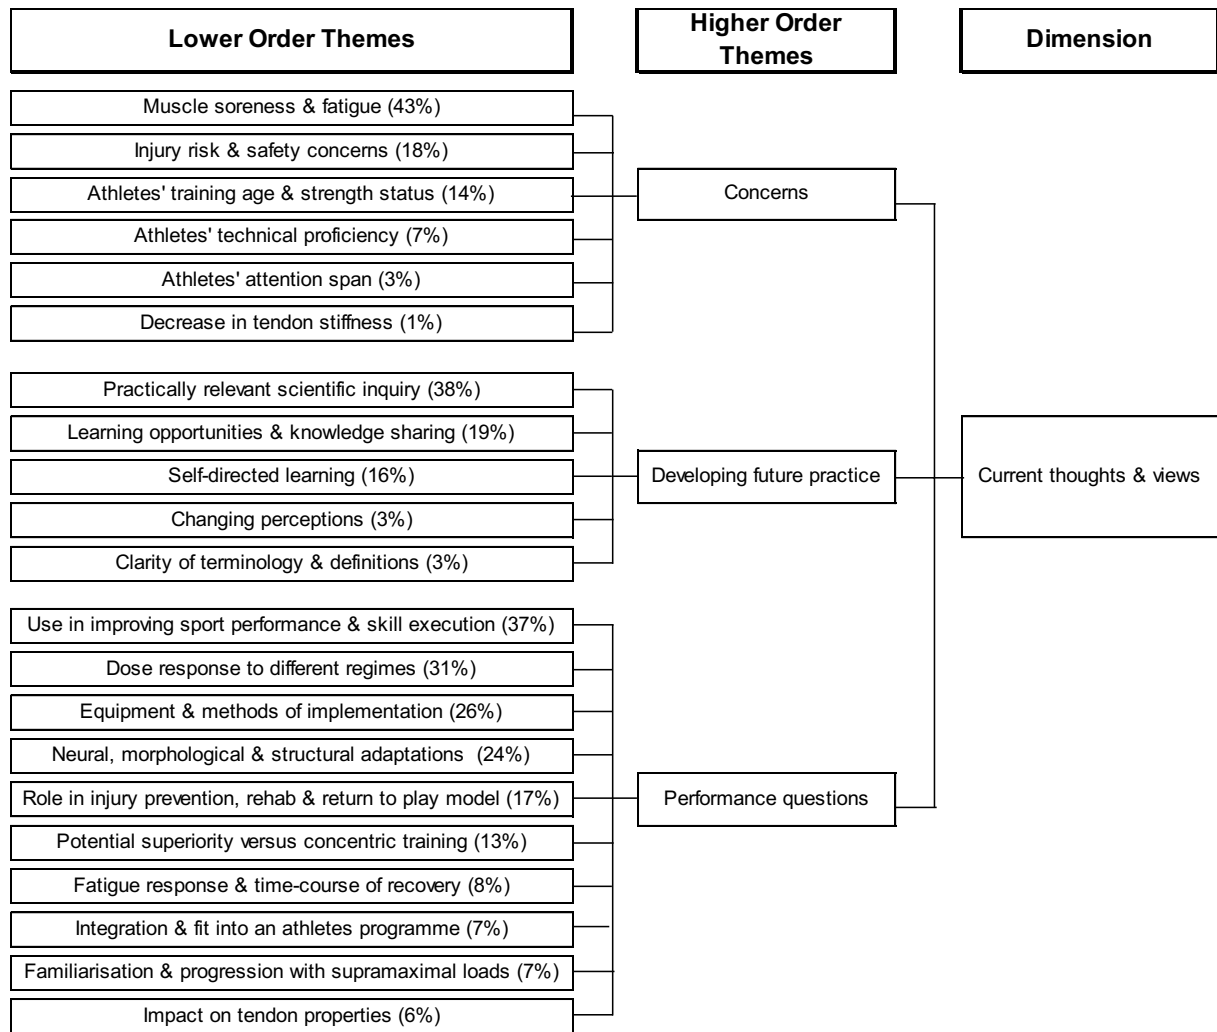 Lower Order Themes
Higher Order
Themes
Dimension
Muscle soreness & fatigue (43%)
Injury risk & safety concerns (18%)
Athletes' training age & strength status (14%)
Athletes' technical proficiency (7%)
Athletes' attention span (3%)
Decrease in tendon stiffness (1%)
Concerns
Practically relevant scientific inquiry (38%)
Learning opportunities & knowledge sharing (19%)
Self-directed learning (16%)
Changing perceptions (3%)
Clarity of terminology & definitions (3%)
Developing future practice
Current thoughts & views
Use in improving sport performance & skill execution (37%)
Dose response to different regimes (31%)
Equipment & methods of implementation (26%)
Neural, morphological & structural adaptations (24%)
Role in injury prevention, rehab & return to play model (17%)
Potential superiority versus concentric training (13%)
Fatigue response & time-course of recovery (8%)
Integration & fit into an athletes programme (7%)
Familiarisation & progression with supramaximal loads (7%)
Impact on tendon properties (6%)
Performance questions